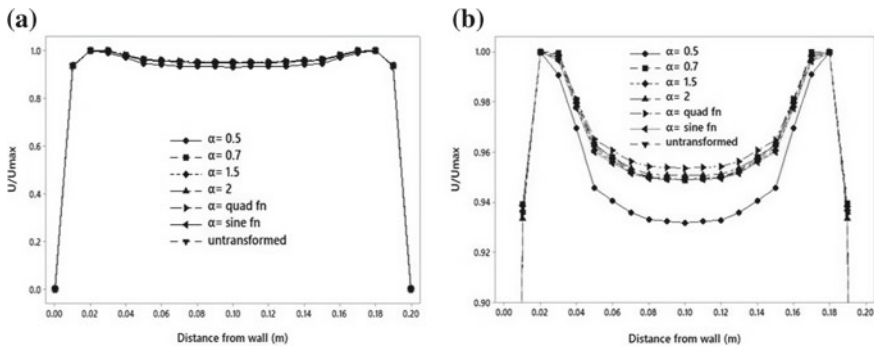 (a)
1.0
0.8
0.6
0.4
0.2
0.0
U/Umax
α= 0.5
α= 0.7
α= 1.5
α= 2
α= quad fn
α= sine fn
untransformed
0.00 0.02 0.04 0.06 0.08 0.10 0.12 0.14 0.16 0.18 0.20
Distance from wall (m)
(b)
1.00
0.98
0.96
0.94
0.92
0.90
U/Umax
α= 0.5
α= 0.7
α= 1.5
α= 2
α= quad fn
α= sine fn
untransformed
0.00 0.02 0.04 0.06 0.08 0.10 0.12 0.14 0.16 0.18 0.20
Distance from wall (m)